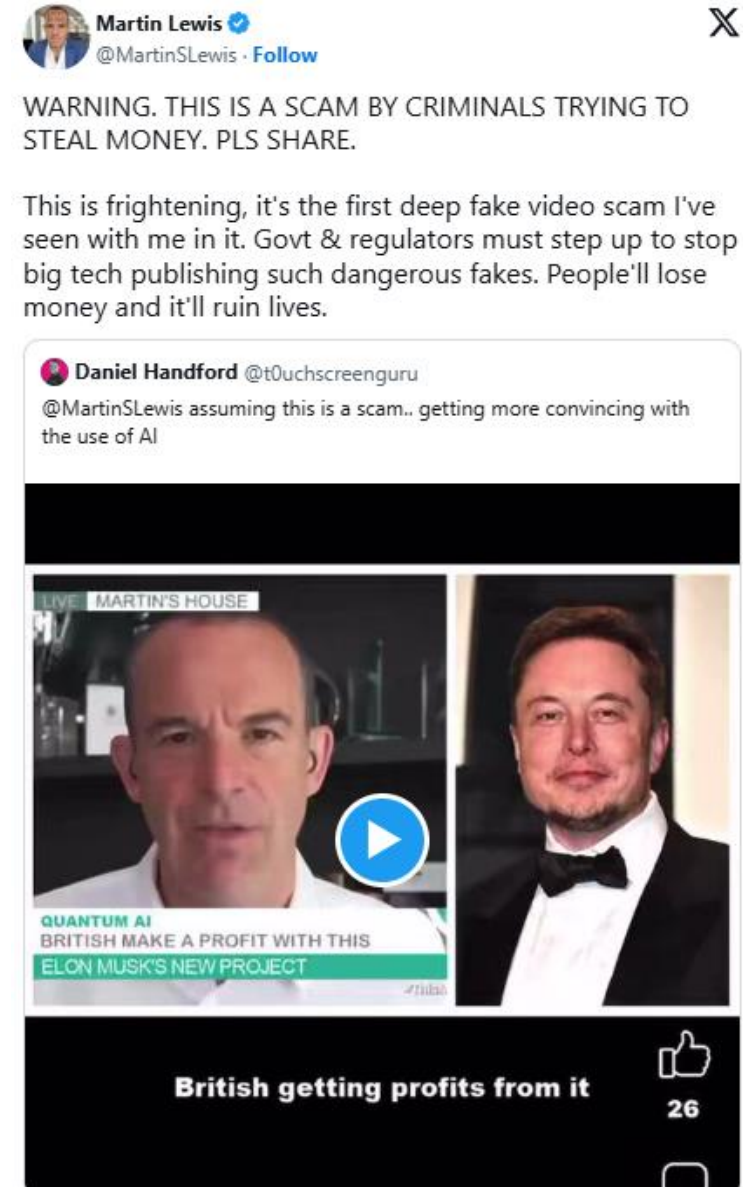 Martin Lewis
@MartinSLewis · Follow
WARNING. THIS IS A SCAM BY CRIMINALS TRYING TO
STEAL MONEY. PLS SHARE.
This is frightening, it's the first deep fake video scam I've
seen with me in it. Govt & regulators must step up to stop
big tech publishing such dangerous fakes. People'll lose
money and it'll ruin lives.
Daniel Handford @t0uchscreenguru
@MartinSLewis assuming this is a scam.. getting more convincing with
the use of AI
LIVE MARTIN'S HOUSE
QUANTUM AI
BRITISH MAKE A PROFIT WITH THIS
ELON MUSK'S NEW PROJECT
British getting profits from it
26